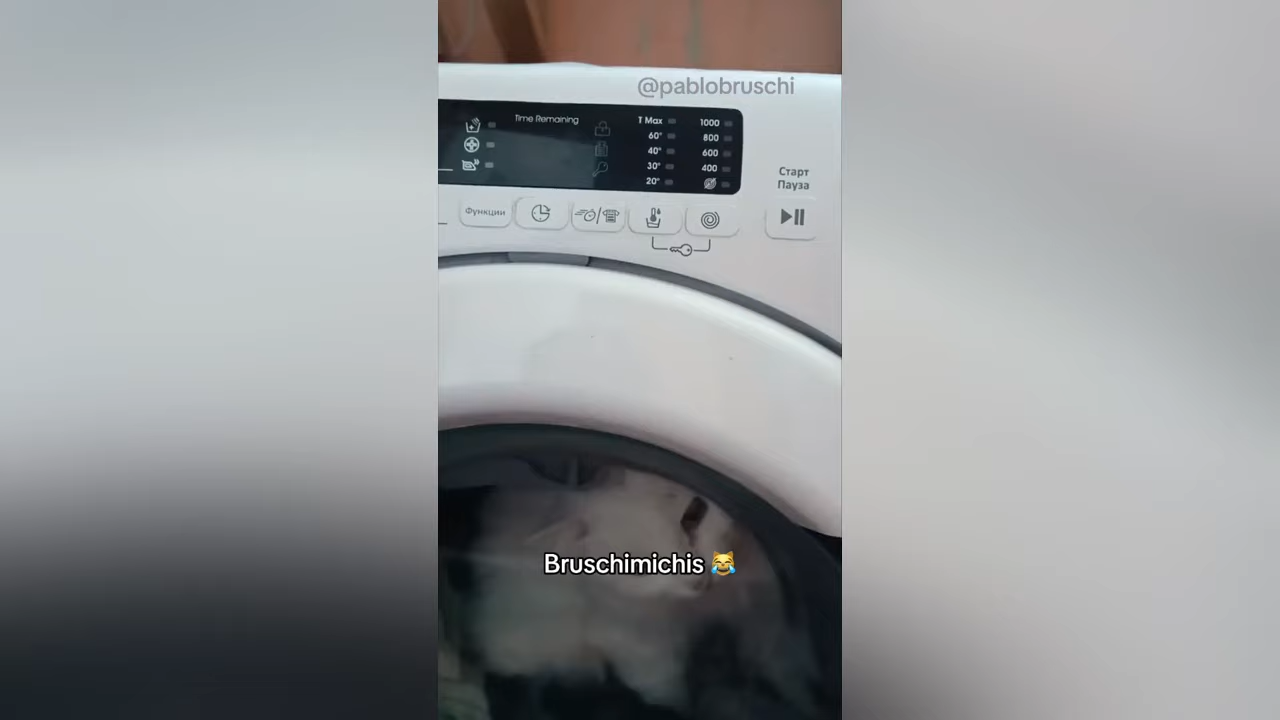 @pablobruschi
Time Remaining
T Max
60°
40°
30°
20°
1000
800
600
400
Старт
Пауза
Функции
Bruschimichis 😹